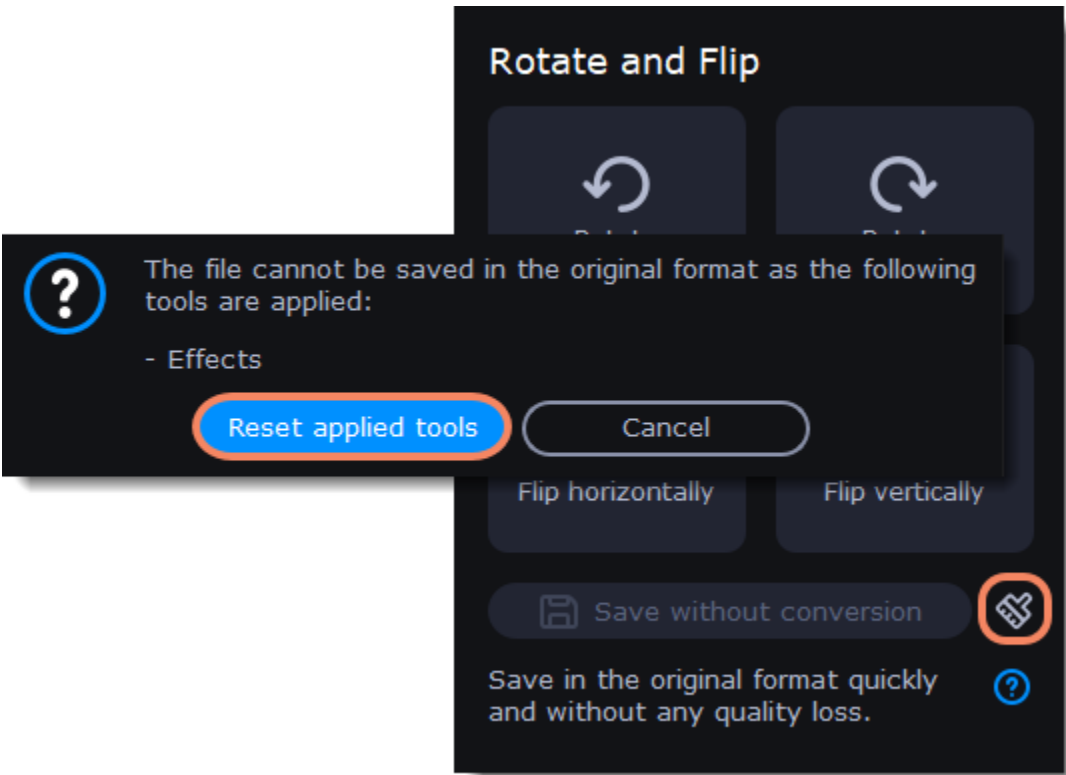 Rotate and Flip
The file cannot be saved in the original format as the following
tools are applied:
- Effects
Reset applied tools
Cancel
Flip horizontally
Flip vertically
Save without conversion
Save in the original format quickly
and without any quality loss.